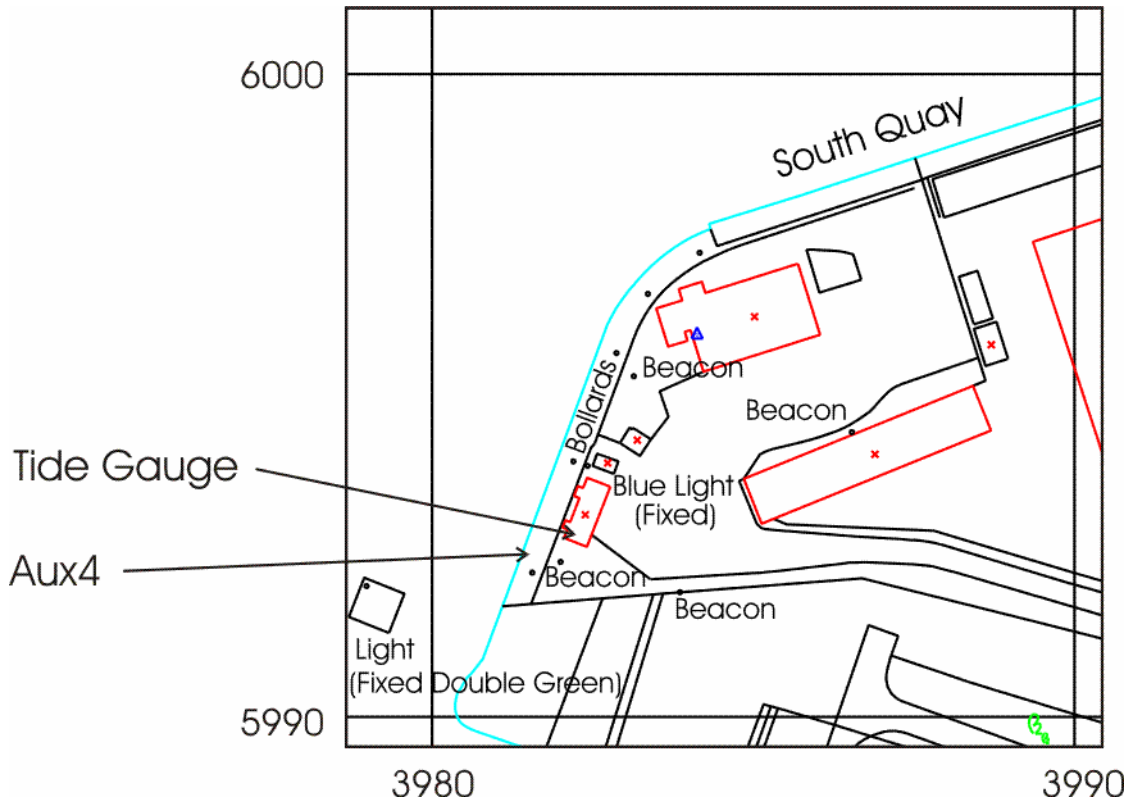 6000
South Quay
Bollards
Beacon
Beacon
Tide Gauge
Blue Light
(Fixed)
Aux4
Beacon
Beacon
Light
(Fixed Double Green)
5990
3980
3990